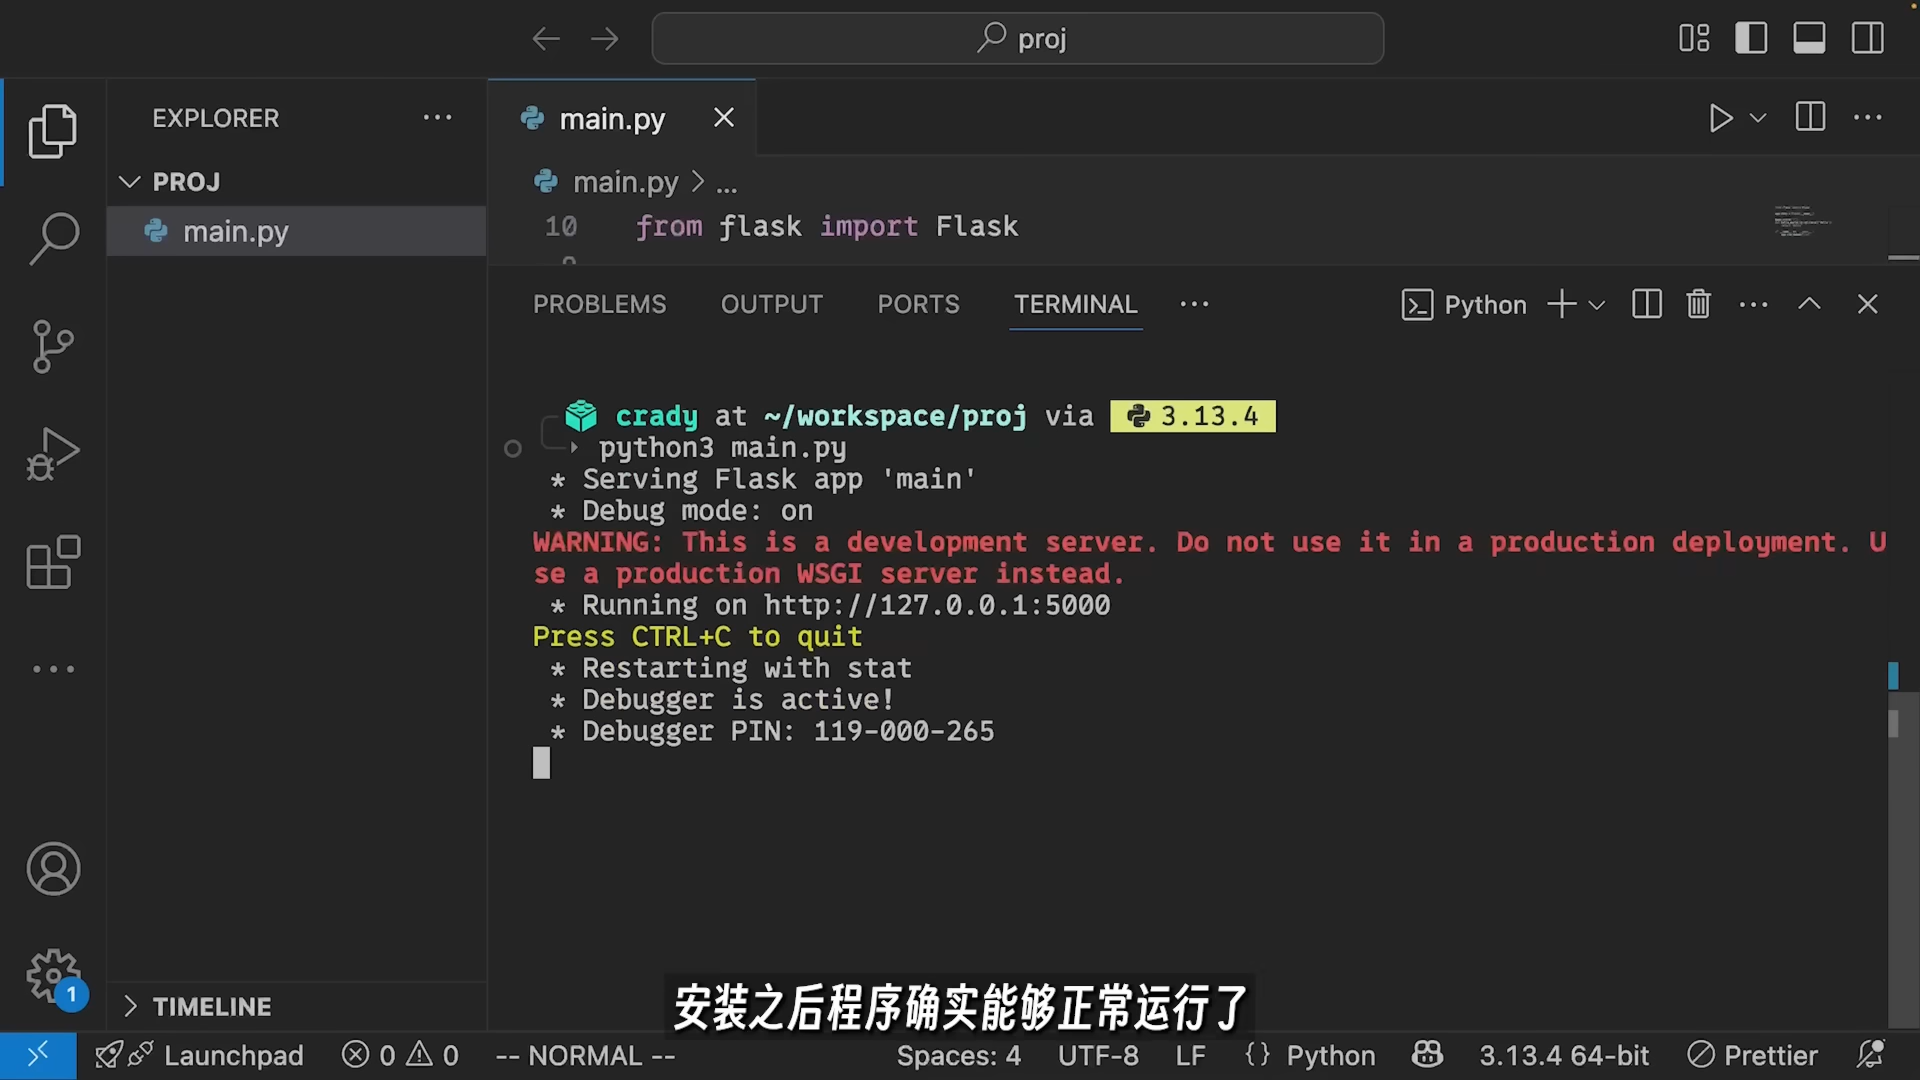 proj
EXPLORER
PROJ
main.py
main.py
main.py > ...
10 from flask import Flask
PROBLEMS OUTPUT PORTS TERMINAL ... Python
crady at ~/workspace/proj via 3.13.4
python3 main.py
* Serving Flask app 'main'
* Debug mode: on
WARNING: This is a development server. Do not use it in a production deployment. U
se a production WSGI server instead.
* Running on http://127.0.0.1:5000
Press CTRL+C to quit
* Restarting with stat
* Debugger is active!
* Debugger PIN: 119-000-265
1
TIMELINE
安装之后程序确实能够正常运行了
Launchpad 0 0 -- NORMAL -- Spaces: 4 UTF-8 LF {} Python 3.13.4 64-bit Prettier